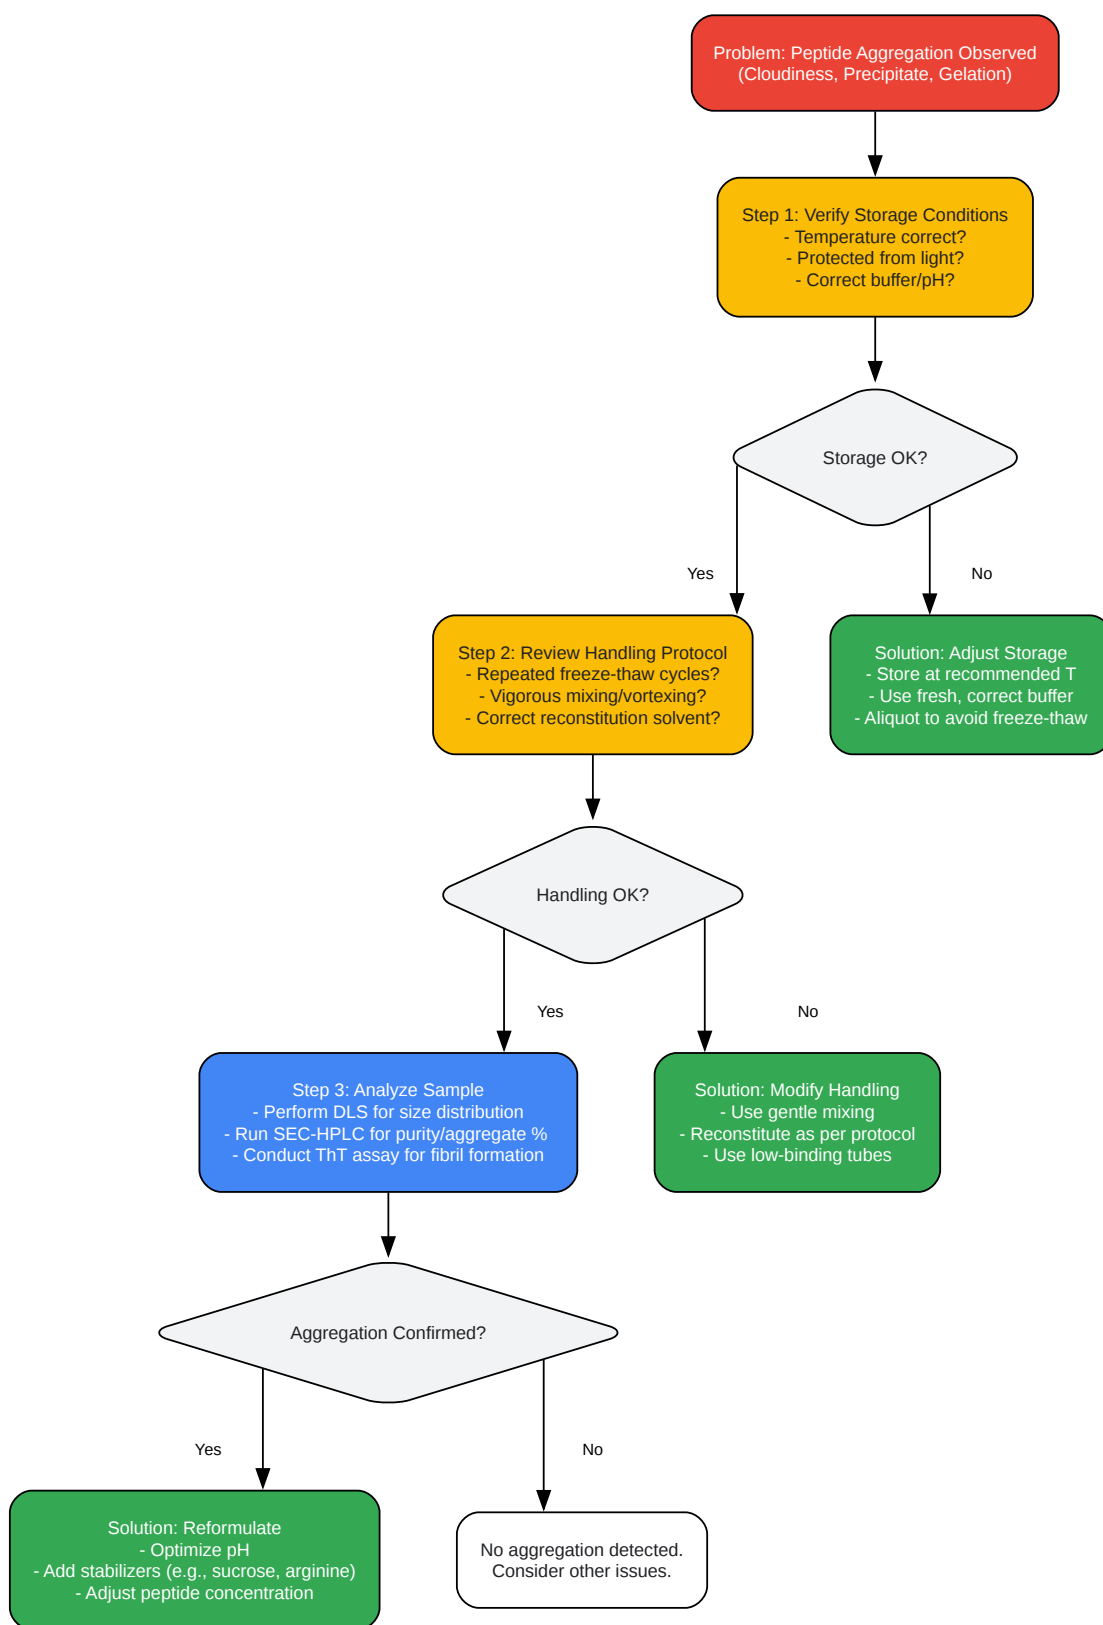 Problem: Peptide Aggregation Observed
(Cloudiness, Precipitate, Gelation)
Step 1: Verify Storage Conditions
- Temperature correct?
- Protected from light?
- Correct buffer/pH?
Storage OK?
Yes
No
Step 2: Review Handling Protocol
- Repeated freeze-thaw cycles?
- Vigorous mixing/vortexing?
- Correct reconstitution solvent?
Solution: Adjust Storage
- Store at recommended T
- Use fresh, correct buffer
- Aliquot to avoid freeze-thaw
Handling OK?
Yes
No
Step 3: Analyze Sample
- Perform DLS for size distribution
- Run SEC-HPLC for purity/aggregate %
- Conduct ThT assay for fibril formation
Solution: Modify Handling
- Use gentle mixing
- Reconstitute as per protocol
- Use low-binding tubes
Aggregation Confirmed?
Yes
No
Solution: Reformulate
- Optimize pH
- Add stabilizers (e.g., sucrose, arginine)
- Adjust peptide concentration
No aggregation detected.
Consider other issues.